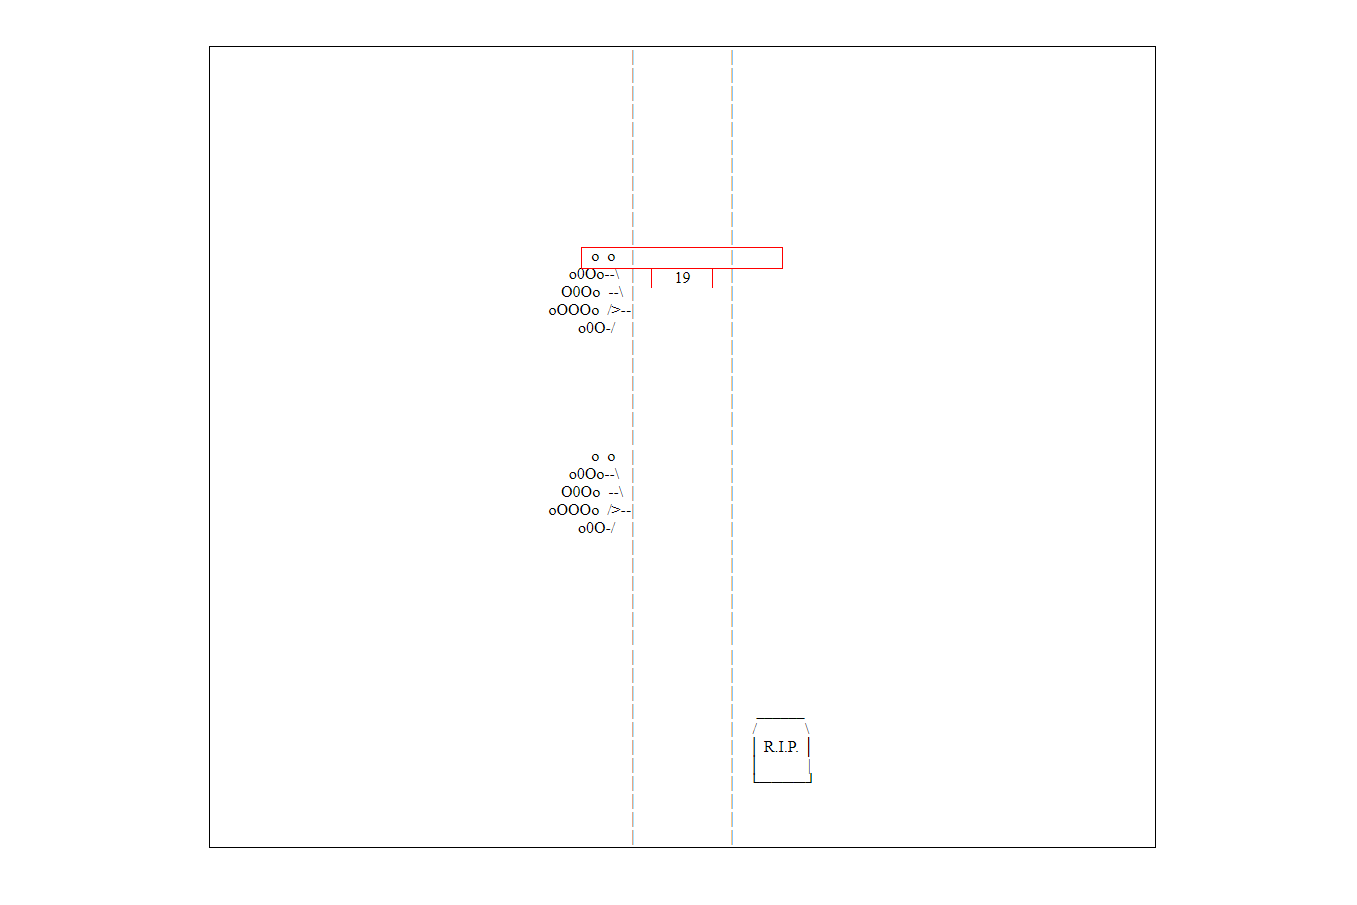 o o
o0Oo--\
19
O0Oo --\
oOOOo />--
o0O-/
o o
o0Oo--\
O0Oo --\
oOOOo />--
o0O-/
R.I.P.